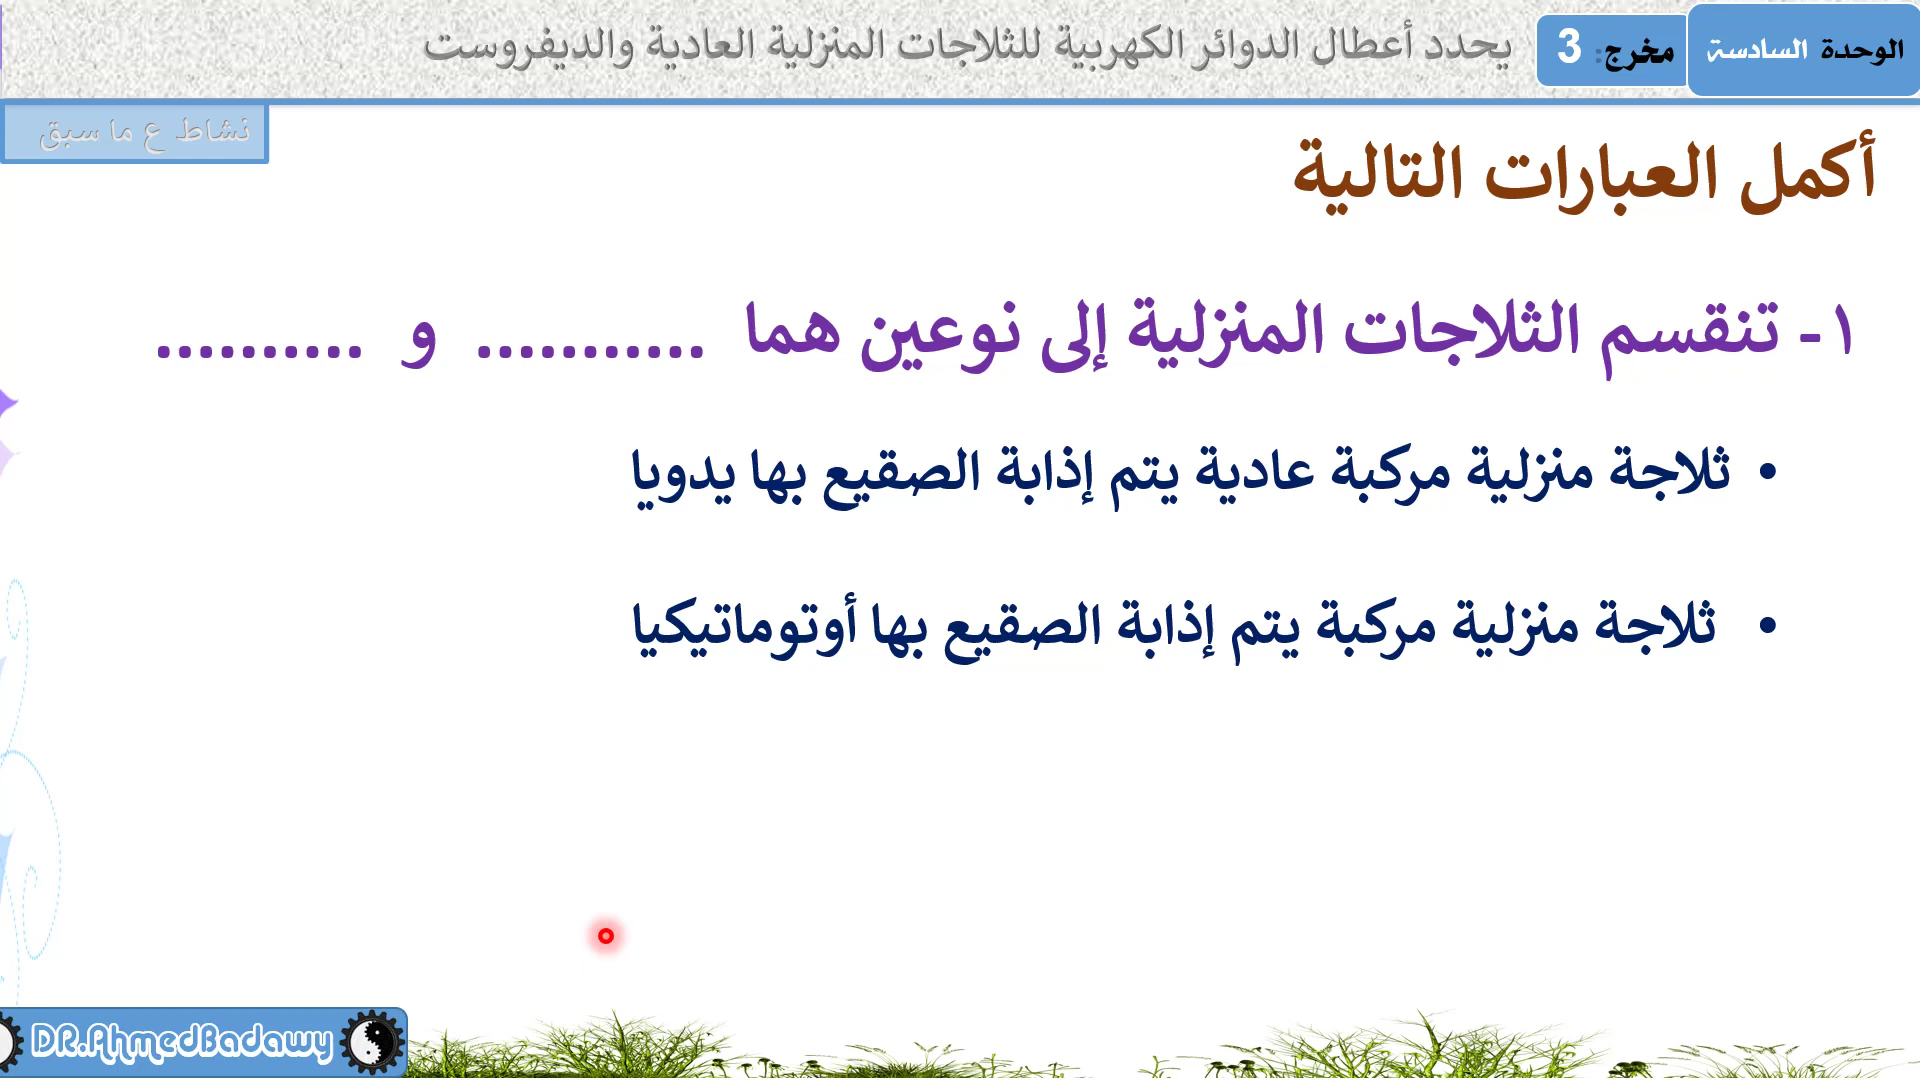 الوحدة السادسة
مخرج: 3
يحدد أعطال الدوائر الكهربية للثلاجات المنزلية العادية والديفروست
نشاط ع ما سبق
أكمل العبارات التالية
١- تنقسم الثلاجات المنزلية إلى نوعين هما ........... و ..........
• ثلاجة منزلية مركبة عادية يتم إذابة الصقيع بها يدويا
• ثلاجة منزلية مركبة يتم إذابة الصقيع بها أوتوماتيكيا
DR.AhmedBadawy